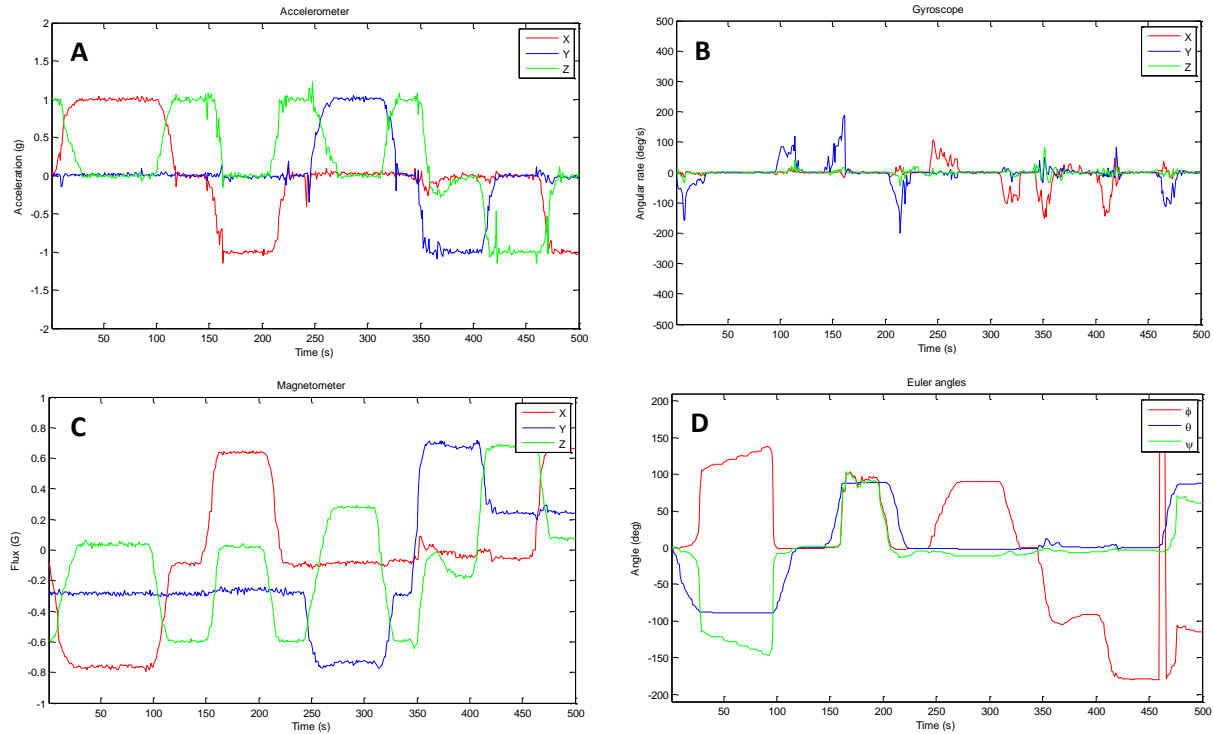 Accelerometer
A
X
Y
Z
Acceleration (g)
2
1.5
1
0.5
0
-0.5
-1
-1.5
-2
50 100 150 200 250 300 350 400 450 500
Time (s)
Gyroscope
B
X
Y
Z
Angular rate (deg/s)
500
400
300
200
100
0
-100
-200
-300
-400
-500
50 100 150 200 250 300 350 400 450 500
Time (s)
Magnetometer
C
X
Y
Z
Flux (G)
1
0.8
0.6
0.4
0.2
0
-0.2
-0.4
-0.6
-0.8
-1
50 100 150 200 250 300 350 400 450 500
Time (s)
Euler angles
D
ϕ
θ
ψ
Angle (deg)
200
150
100
50
0
-50
-100
-150
-200
50 100 150 200 250 300 350 400 450 500
Time (s)